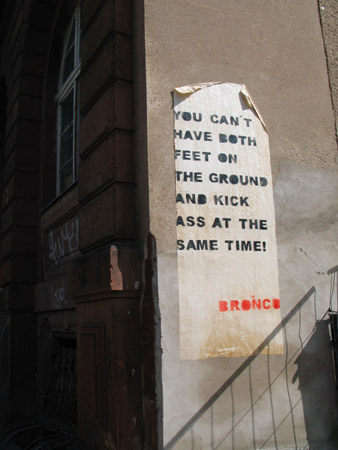 YOU CAN'T
HAVE BOTH
FEET ON
THE GROUND
AND KICK
ASS AT THE
SAME TIME!
BRONCO